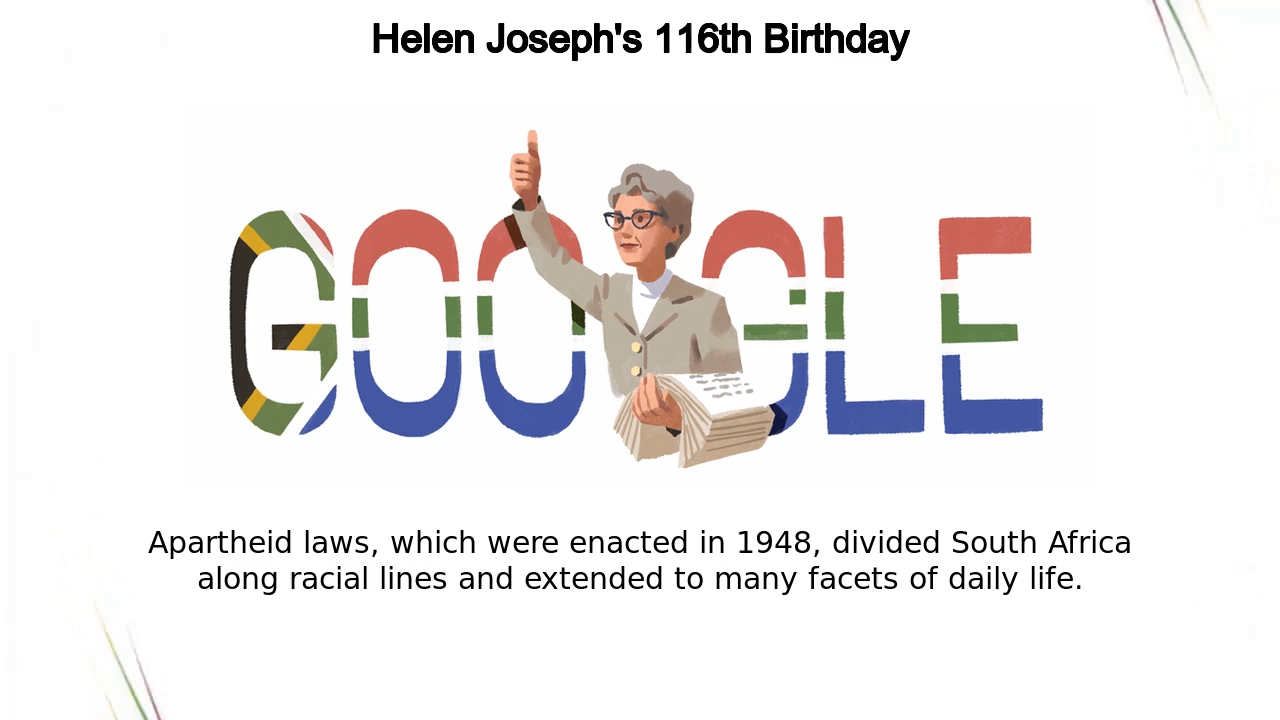 Helen Joseph's 116th Birthday
GOOGLE
Apartheid laws, which were enacted in 1948, divided South Africa
along racial lines and extended to many facets of daily life.